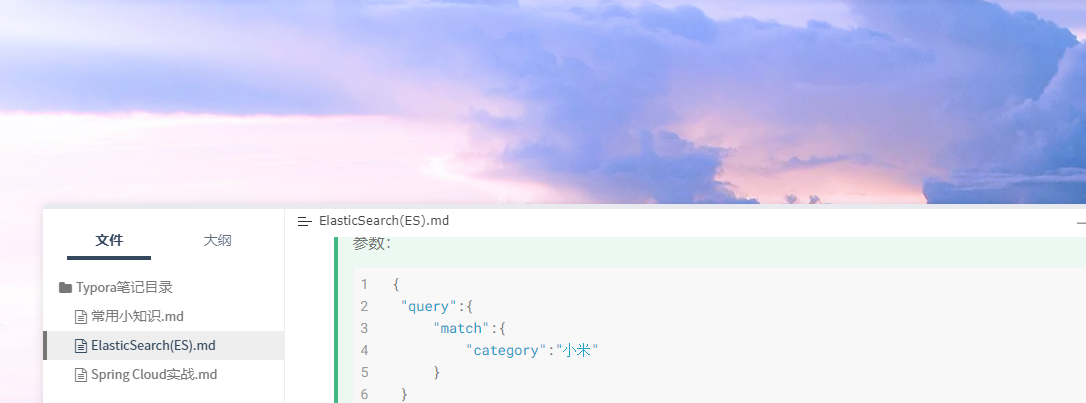 文件 大纲
Typora笔记目录
常用小知识.md
ElasticSearch(ES).md
Spring Cloud实战.md
ElasticSearch(ES).md
参数：
1 {
2 "query":{
3 "match":{
4 "category":"小米"
5 }
6 }